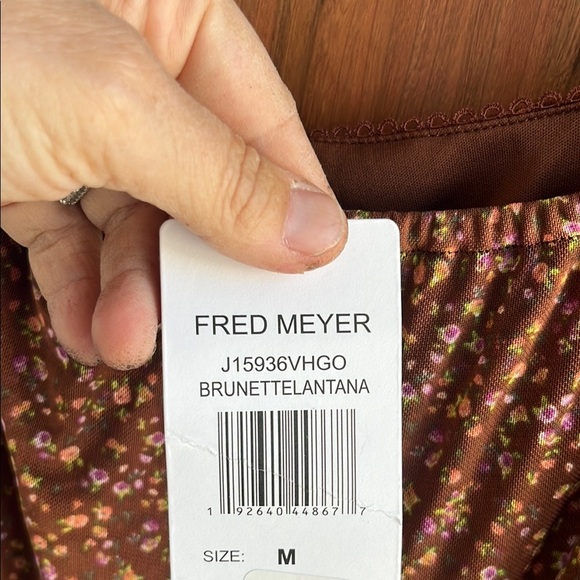 FRED MEYER
J15936VHGO
BRUNETTELANTANA
1 92640 44867 7
SIZE: M